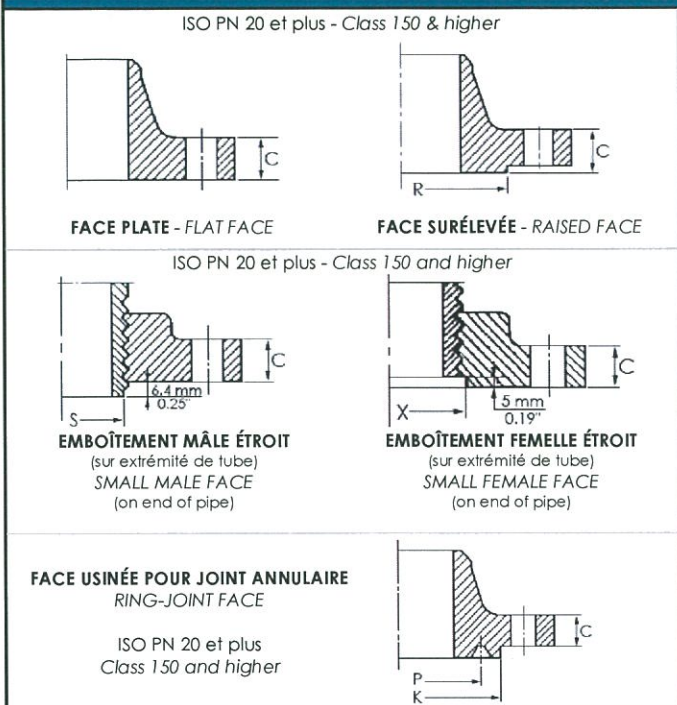 ISO PN 20 et plus - Class 150 & higher
C
R
C
FACE PLATE - FLAT FACE
FACE SURÉLEVÉE - RAISED FACE
ISO PN 20 et plus - Class 150 and higher
C
6,4 mm
0.25"
S
C
5 mm
0.19"
X
EMBOÎTEMENT MÂLE ÉTROIT
(sur extrémité de tube)
SMALL MALE FACE
(on end of pipe)
EMBOÎTEMENT FEMELLE ÉTROIT
(sur extrémité de tube)
SMALL FEMALE FACE
(on end of pipe)
FACE USINÉE POUR JOINT ANNULAIRE
RING-JOINT FACE
ISO PN 20 et plus
Class 150 and higher
C
P
K